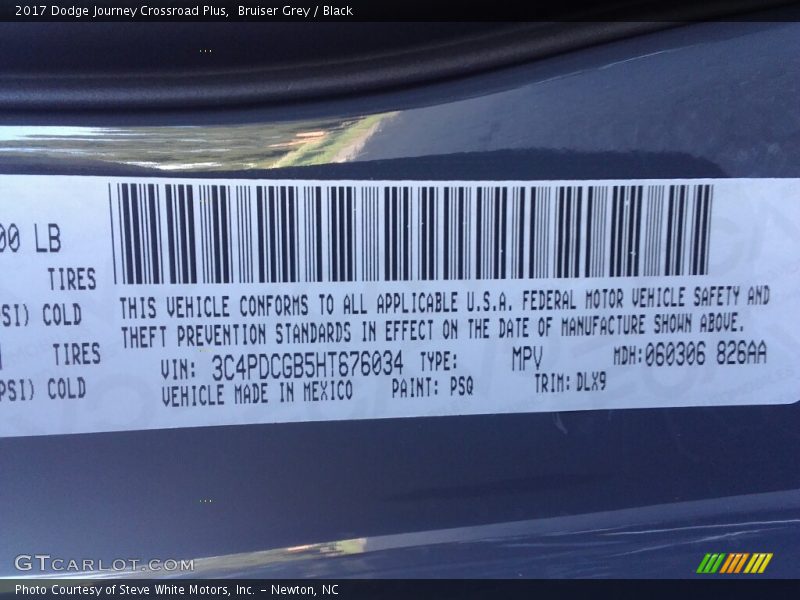 2017 Dodge Journey Crossroad Plus, Bruiser Grey / Black
00 LB
TIRES
SI) COLD
THIS VEHICLE CONFORMS TO ALL APPLICABLE U.S.A. FEDERAL MOTOR VEHICLE SAFETY AND
THEFT PREVENTION STANDARDS IN EFFECT ON THE DATE OF MANUFACTURE SHOWN ABOVE.
TIRES
VIN: 3C4PDCGB5HT676034 TYPE: MPV MDH:060306 826AA
PSI) COLD
VEHICLE MADE IN MEXICO PAINT: PSQ TRIM: DLX9
GTCARLOT.COM
Photo Courtesy of Steve White Motors, Inc. – Newton, NC